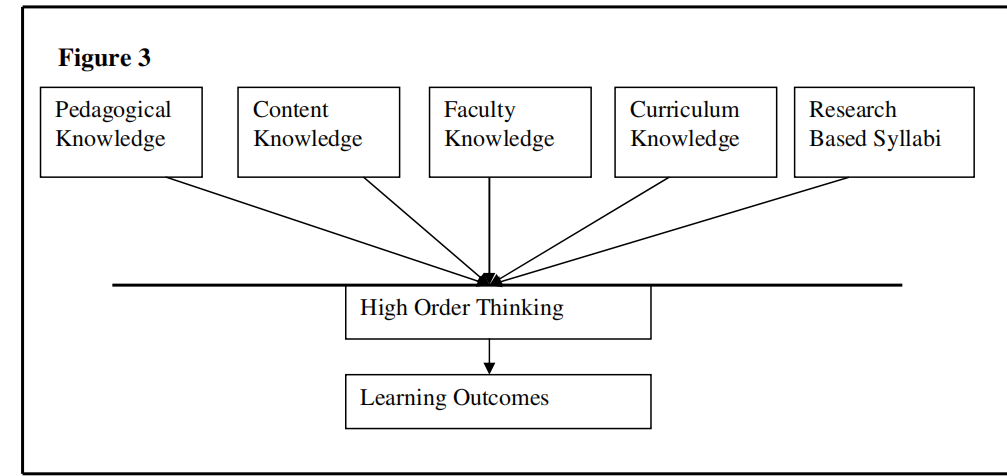 Figure 3
Pedagogical
Knowledge
Content
Knowledge
Faculty
Knowledge
Curriculum
Knowledge
Research
Based Syllabi
High Order Thinking
Learning Outcomes